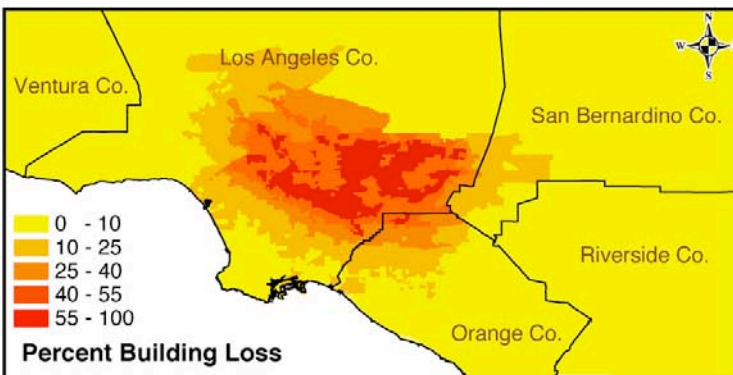 N
W
S
Los Angeles Co.
Ventura Co.
San Bernardino Co.
0 - 10
10 - 25
25 - 40
40 - 55
55 - 100
Riverside Co.
Orange Co.
Percent Building Loss